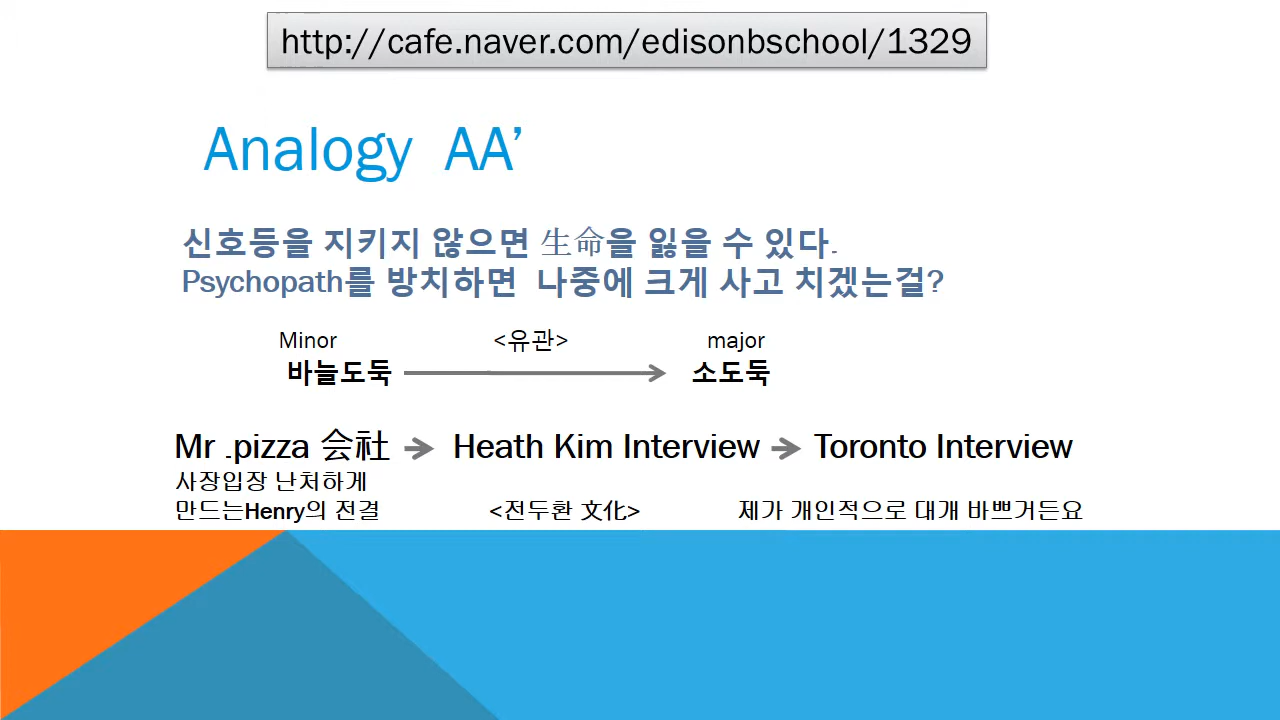 http://cafe.naver.com/edisonbschool/1329
Analogy AA’
신호등을 지키지 않으면 生命을 잃을 수 있다.
Psychopath를 방치하면 나중에 크게 사고 치겠는걸?
Minor <유관> major
바늘도둑 소도둑
Mr .pizza 会社 Heath Kim Interview Toronto Interview
사장입장 난처하게
만드는Henry의 전결 <전두환 文化> 제가 개인적으로 대개 바쁘거든요